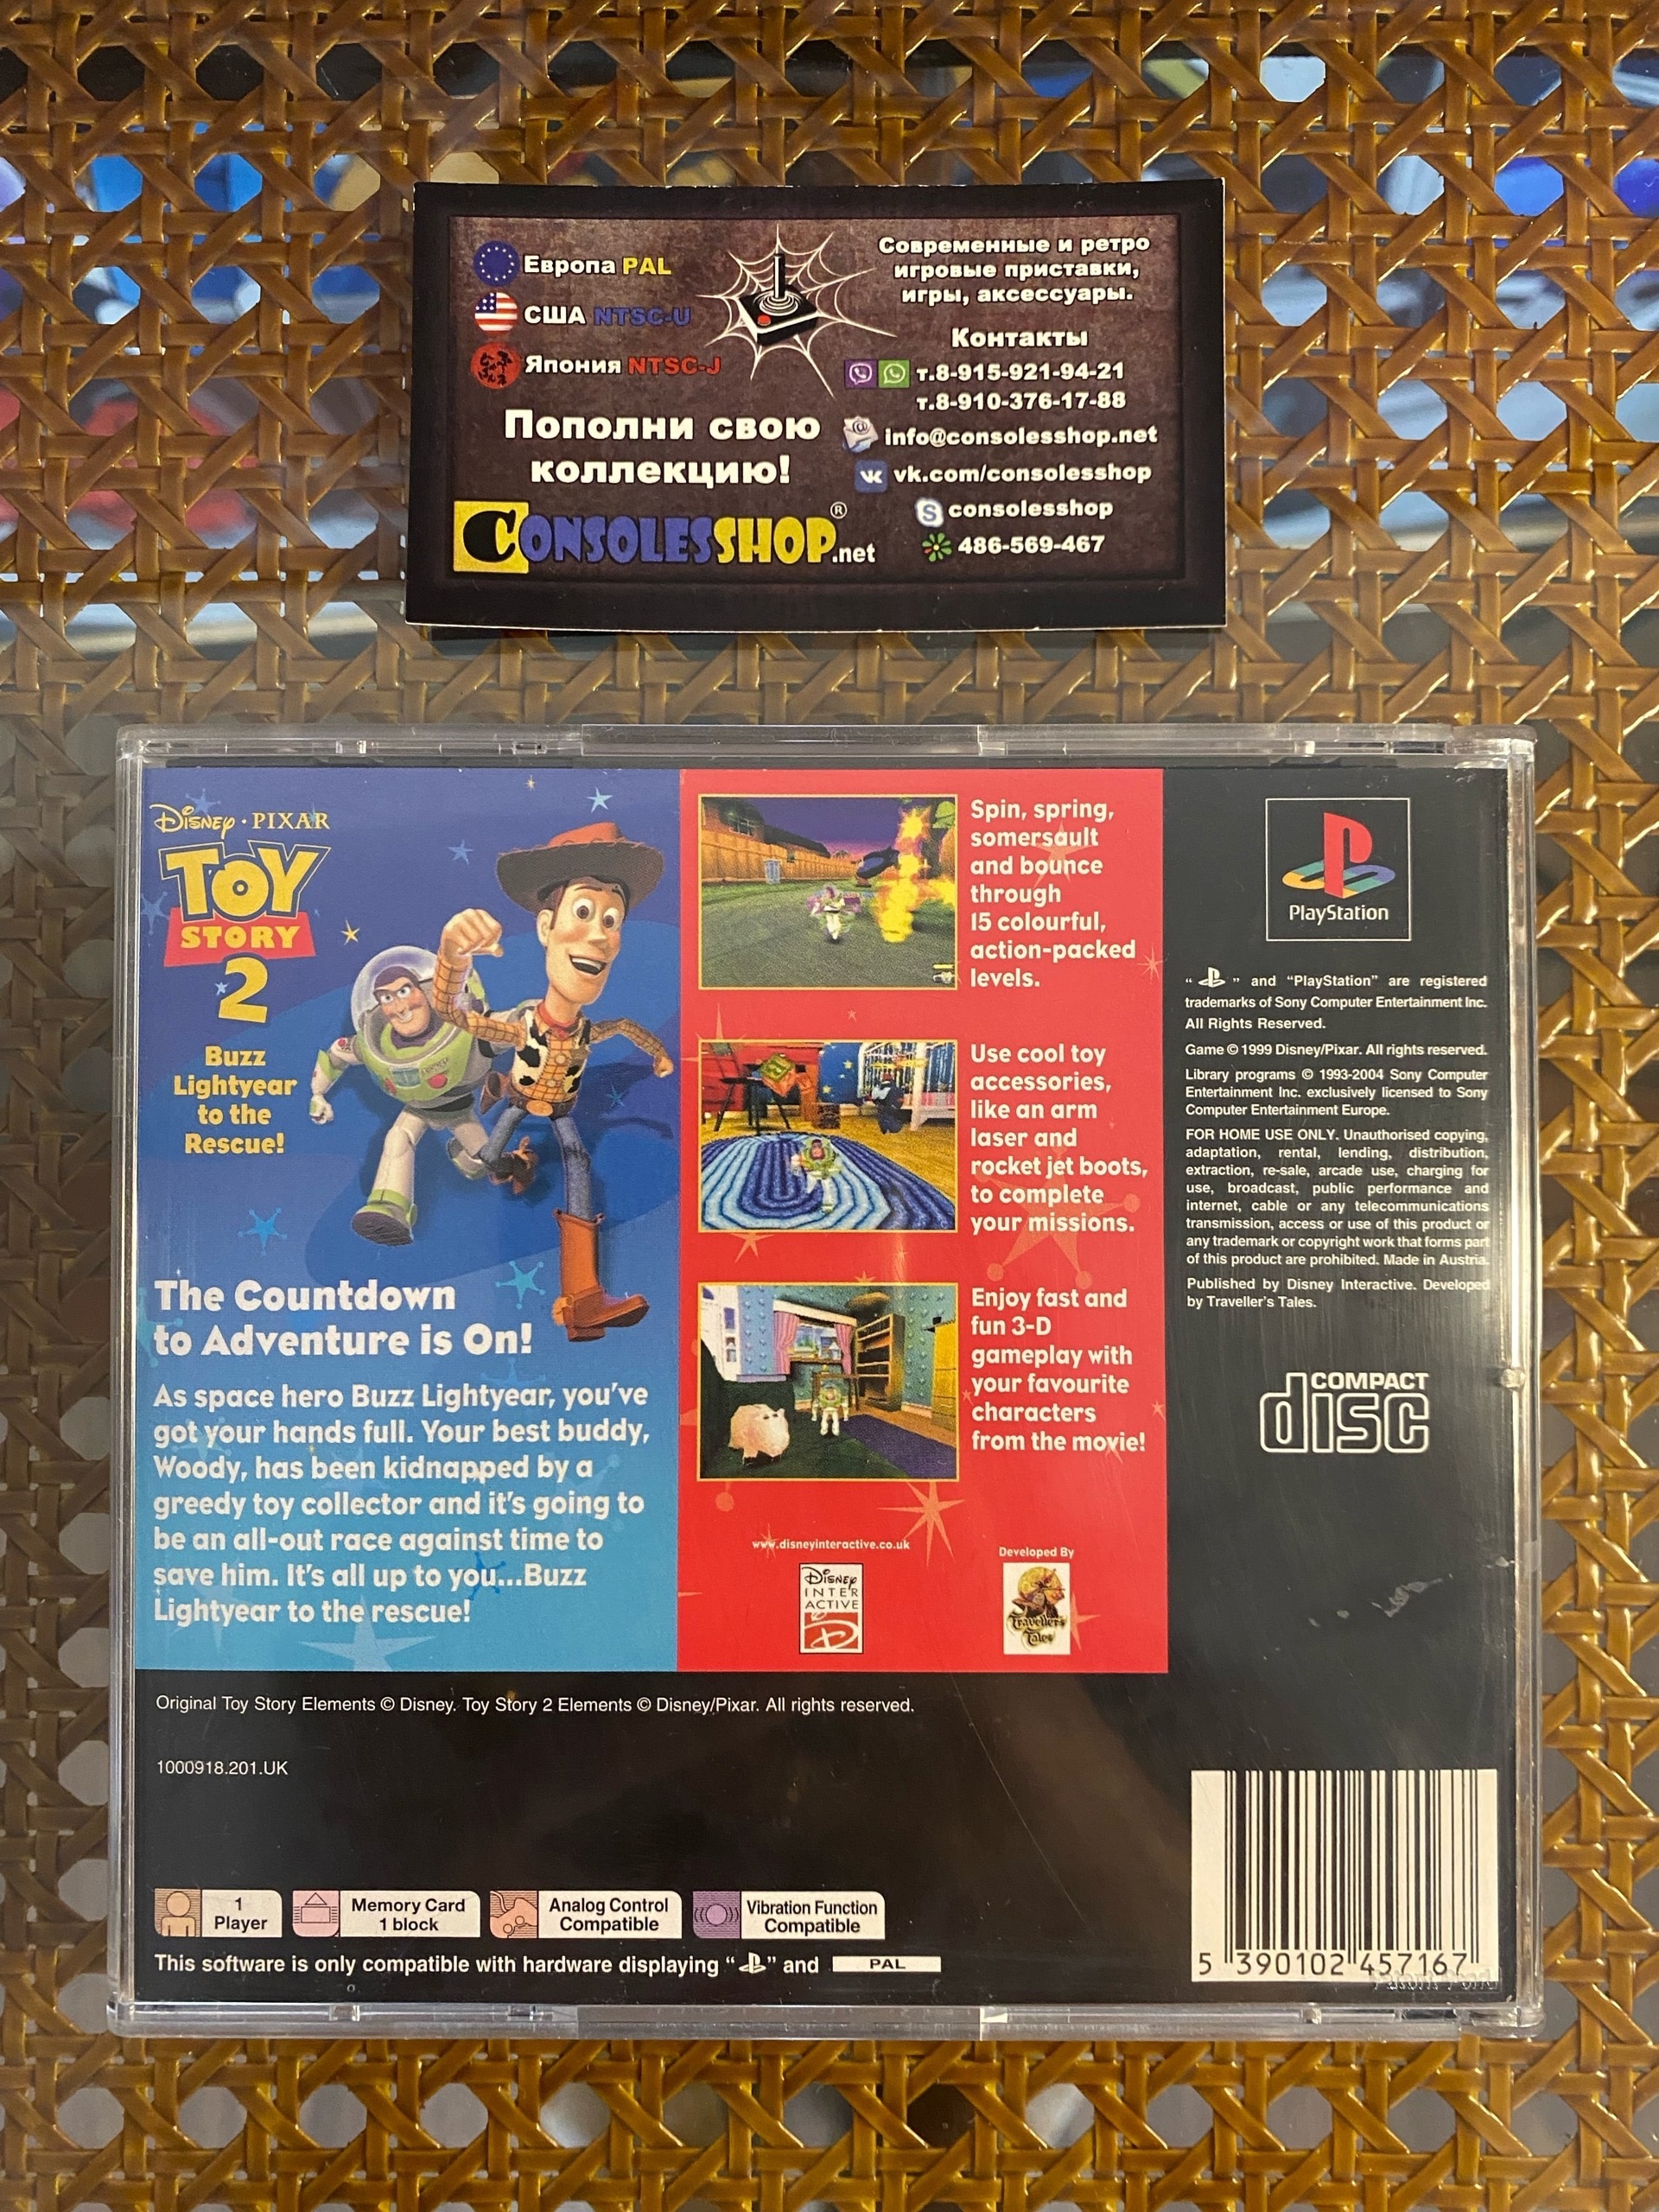 Европа PAL
США NTSC-U
Япония NTSC-J
Пополни свою
коллекцию!
CONSOLESSHOP.net
®
Современные и ретро
игровые приставки,
игры, аксессуары.
Контакты
т.8-915-921-94-21
т.8-910-376-17-88
info@consolesshop.net
vk.com/consolesshop
consolesshop
486-569-467
Disney · PIXAR
TOY
STORY
2
Buzz
Lightyear
to the
Rescue!
The Countdown
to Adventure is On!
As space hero Buzz Lightyear, you've
got your hands full. Your best buddy,
Woody, has been kidnapped by a
greedy toy collector and it's going to
be an all-out race against time to
save him. It's all up to you...Buzz
Lightyear to the rescue!
Spin, spring,
somersault
and bounce
through
15 colourful,
action-packed
levels.
Use cool toy
accessories,
like an arm
laser and
rocket jet boots,
to complete
your missions.
Enjoy fast and
fun 3-D
gameplay with
your favourite
characters
from the movie!
www.disneyinteractive.co.uk
Disney
INTER
ACTIVE
Developed By
Traveller's
Tales
PlayStation
" " and "PlayStation" are registered
trademarks of Sony Computer Entertainment Inc.
All Rights Reserved.
Game © 1999 Disney/Pixar. All rights reserved.
Library programs © 1993-2004 Sony Computer
Entertainment Inc. exclusively licensed to Sony
Computer Entertainment Europe.
FOR HOME USE ONLY. Unauthorised copying,
adaptation, rental, lending, distribution,
extraction, re-sale, arcade use, charging for
use, broadcast, public performance and
internet, cable or any telecommunications
transmission, access or use of this product or
any trademark or copyright work that forms part
of this product are prohibited. Made in Austria.
Published by Disney Interactive. Developed
by Traveller's Tales.
COMPACT
disc
Original Toy Story Elements © Disney. Toy Story 2 Elements © Disney/Pixar. All rights reserved.
1000918.201.UK
1
Player
Memory Card
1 block
Analog Control
Compatible
Vibration Function
Compatible
This software is only compatible with hardware displaying " " and PAL
5 390102 457167